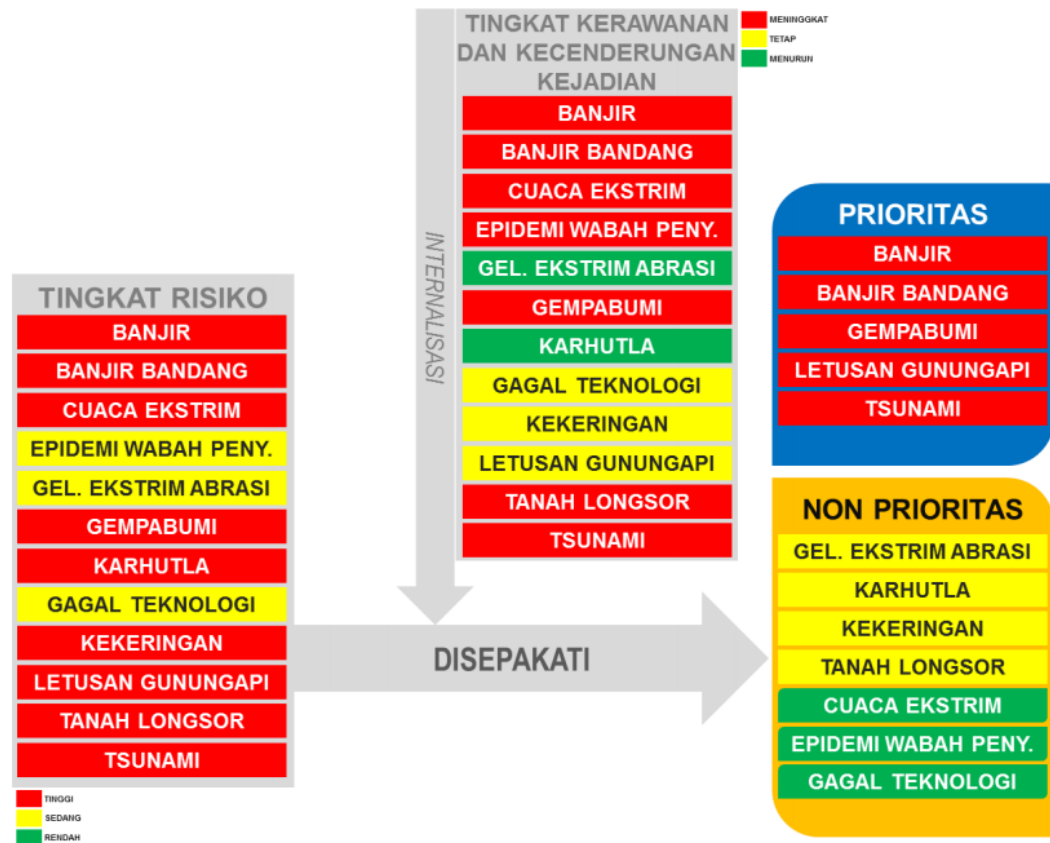 TINGKAT KERAWANAN
DAN KECENDERUNGAN
KEJADIAN
BANJIR
BANJIR BANDANG
CUACA EKSTRIM
EPIDEMI WABAH PENY.
GEL. EKSTRIM ABRASI
GEMPABUMI
KARHUTLA
GAGAL TEKNOLOGI
KEKERINGAN
LETUSAN GUNUNGAPI
TANAH LONGSOR
TSUNAMI
MENINGGKAT
TETAP
MENURUN
INTERNALISASI
TINGKAT RISIKO
BANJIR
BANJIR BANDANG
CUACA EKSTRIM
EPIDEMI WABAH PENY.
GEL. EKSTRIM ABRASI
GEMPABUMI
KARHUTLA
GAGAL TEKNOLOGI
KEKERINGAN
LETUSAN GUNUNGAPI
TANAH LONGSOR
TSUNAMI
TINGGI
SEDANG
RENDAH
DISEPAKATI
PRIORITAS
BANJIR
BANJIR BANDANG
GEMPABUMI
LETUSAN GUNUNGAPI
TSUNAMI
NON PRIORITAS
GEL. EKSTRIM ABRASI
KARHUTLA
KEKERINGAN
TANAH LONGSOR
CUACA EKSTRIM
EPIDEMI WABAH PENY.
GAGAL TEKNOLOGI